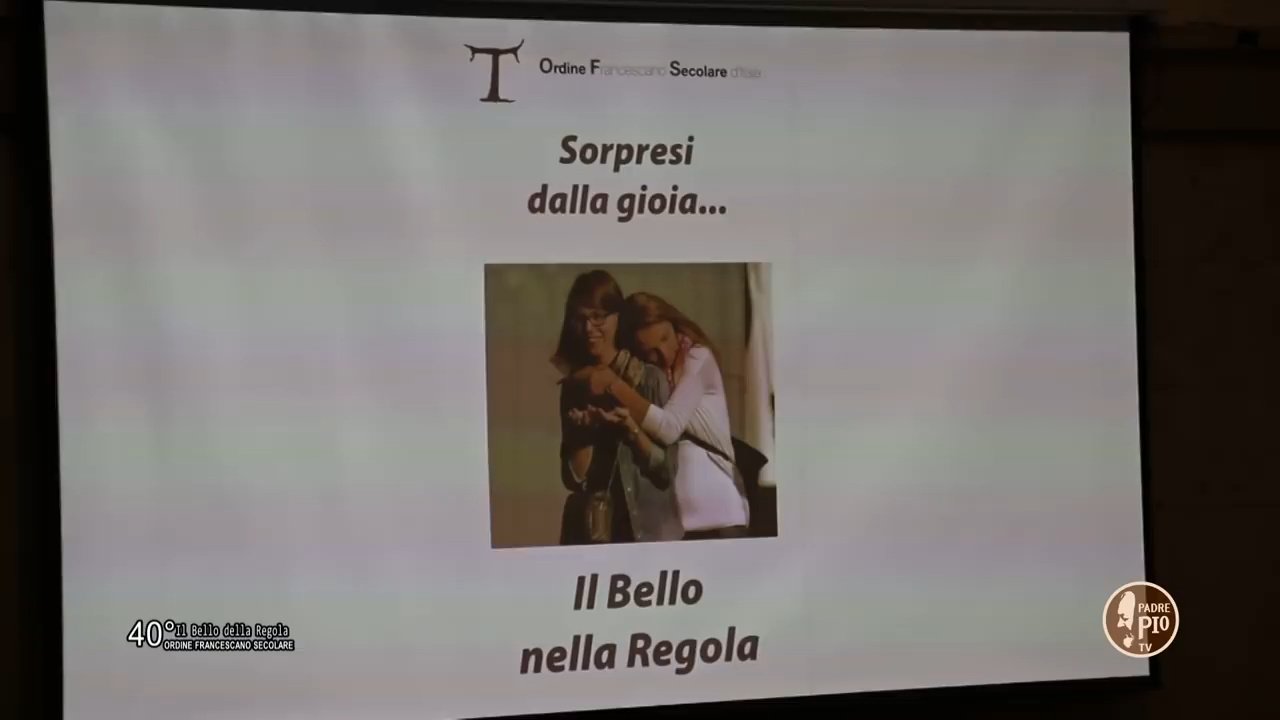 T Ordine Francescano Secolare d'Italia
Sorpresi
dalla gioia...
Il Bello
nella Regola
40° Il Bello della Regola
ORDINE FRANCESCANO SECOLARE
PADRE
PIO
TV